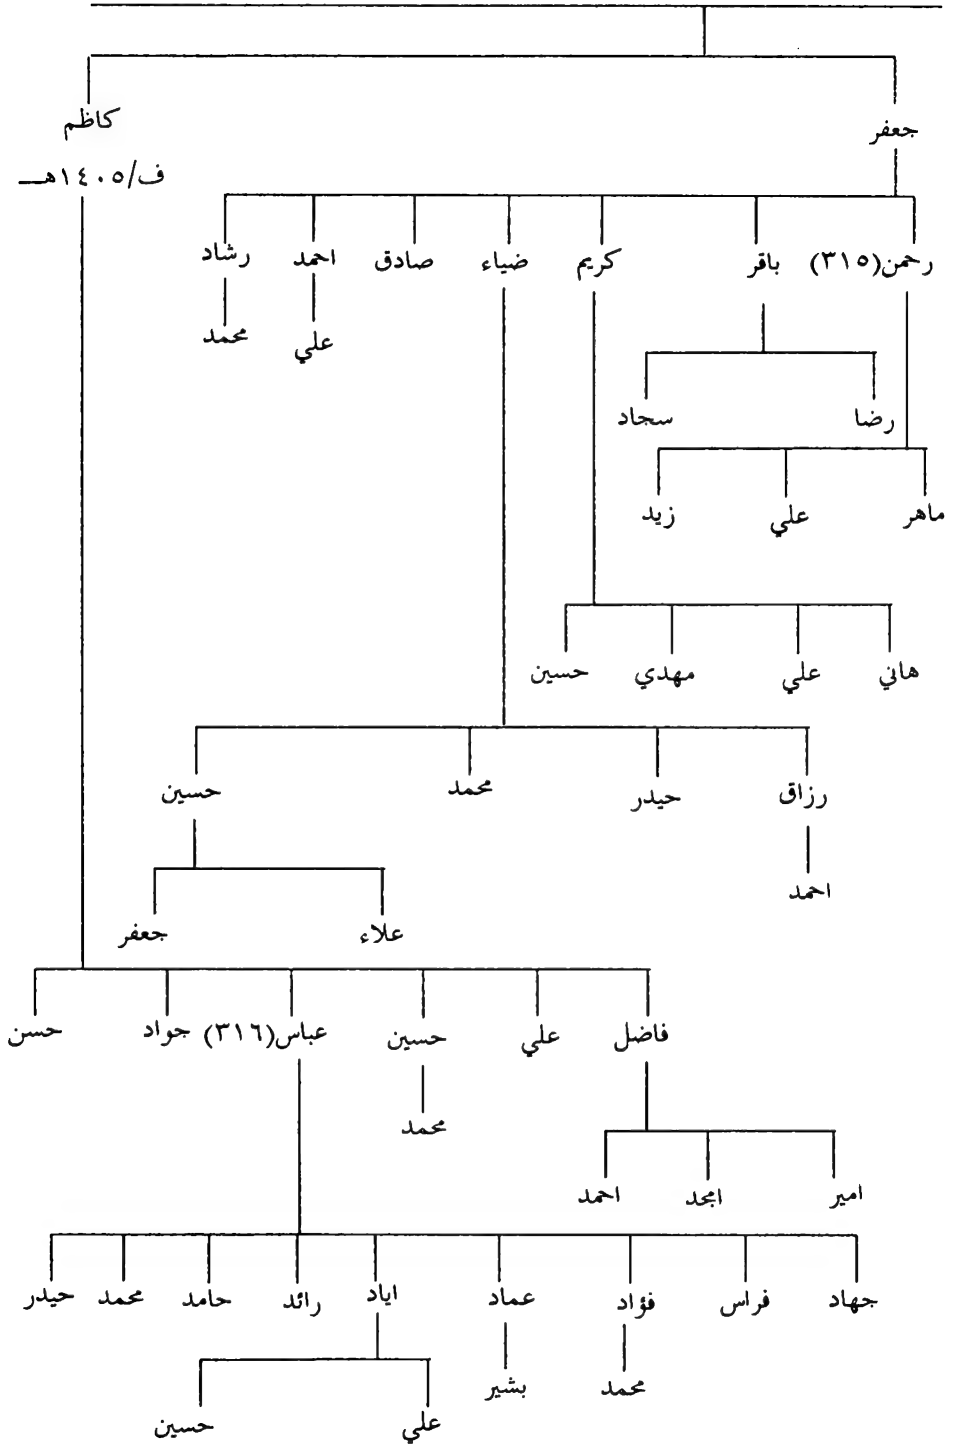 جعفر كاظم
ف/١٤٠٥هـ
رحمن(٣١٥) باقر كريم ضياء صادق احمد رشاد
علي محمد
رضا سجاد
ماهر علي زيد
هاني علي مهدي حسين
رزاق حيدر محمد حسين
احمد
علاء جعفر
فاضل علي حسين عباس(٣١٦) جواد حسن
محمد
امير امجد احمد
جهاد فراس فؤاد عماد اياد رائد حامد محمد حيدر
محمد بشير
علي حسين